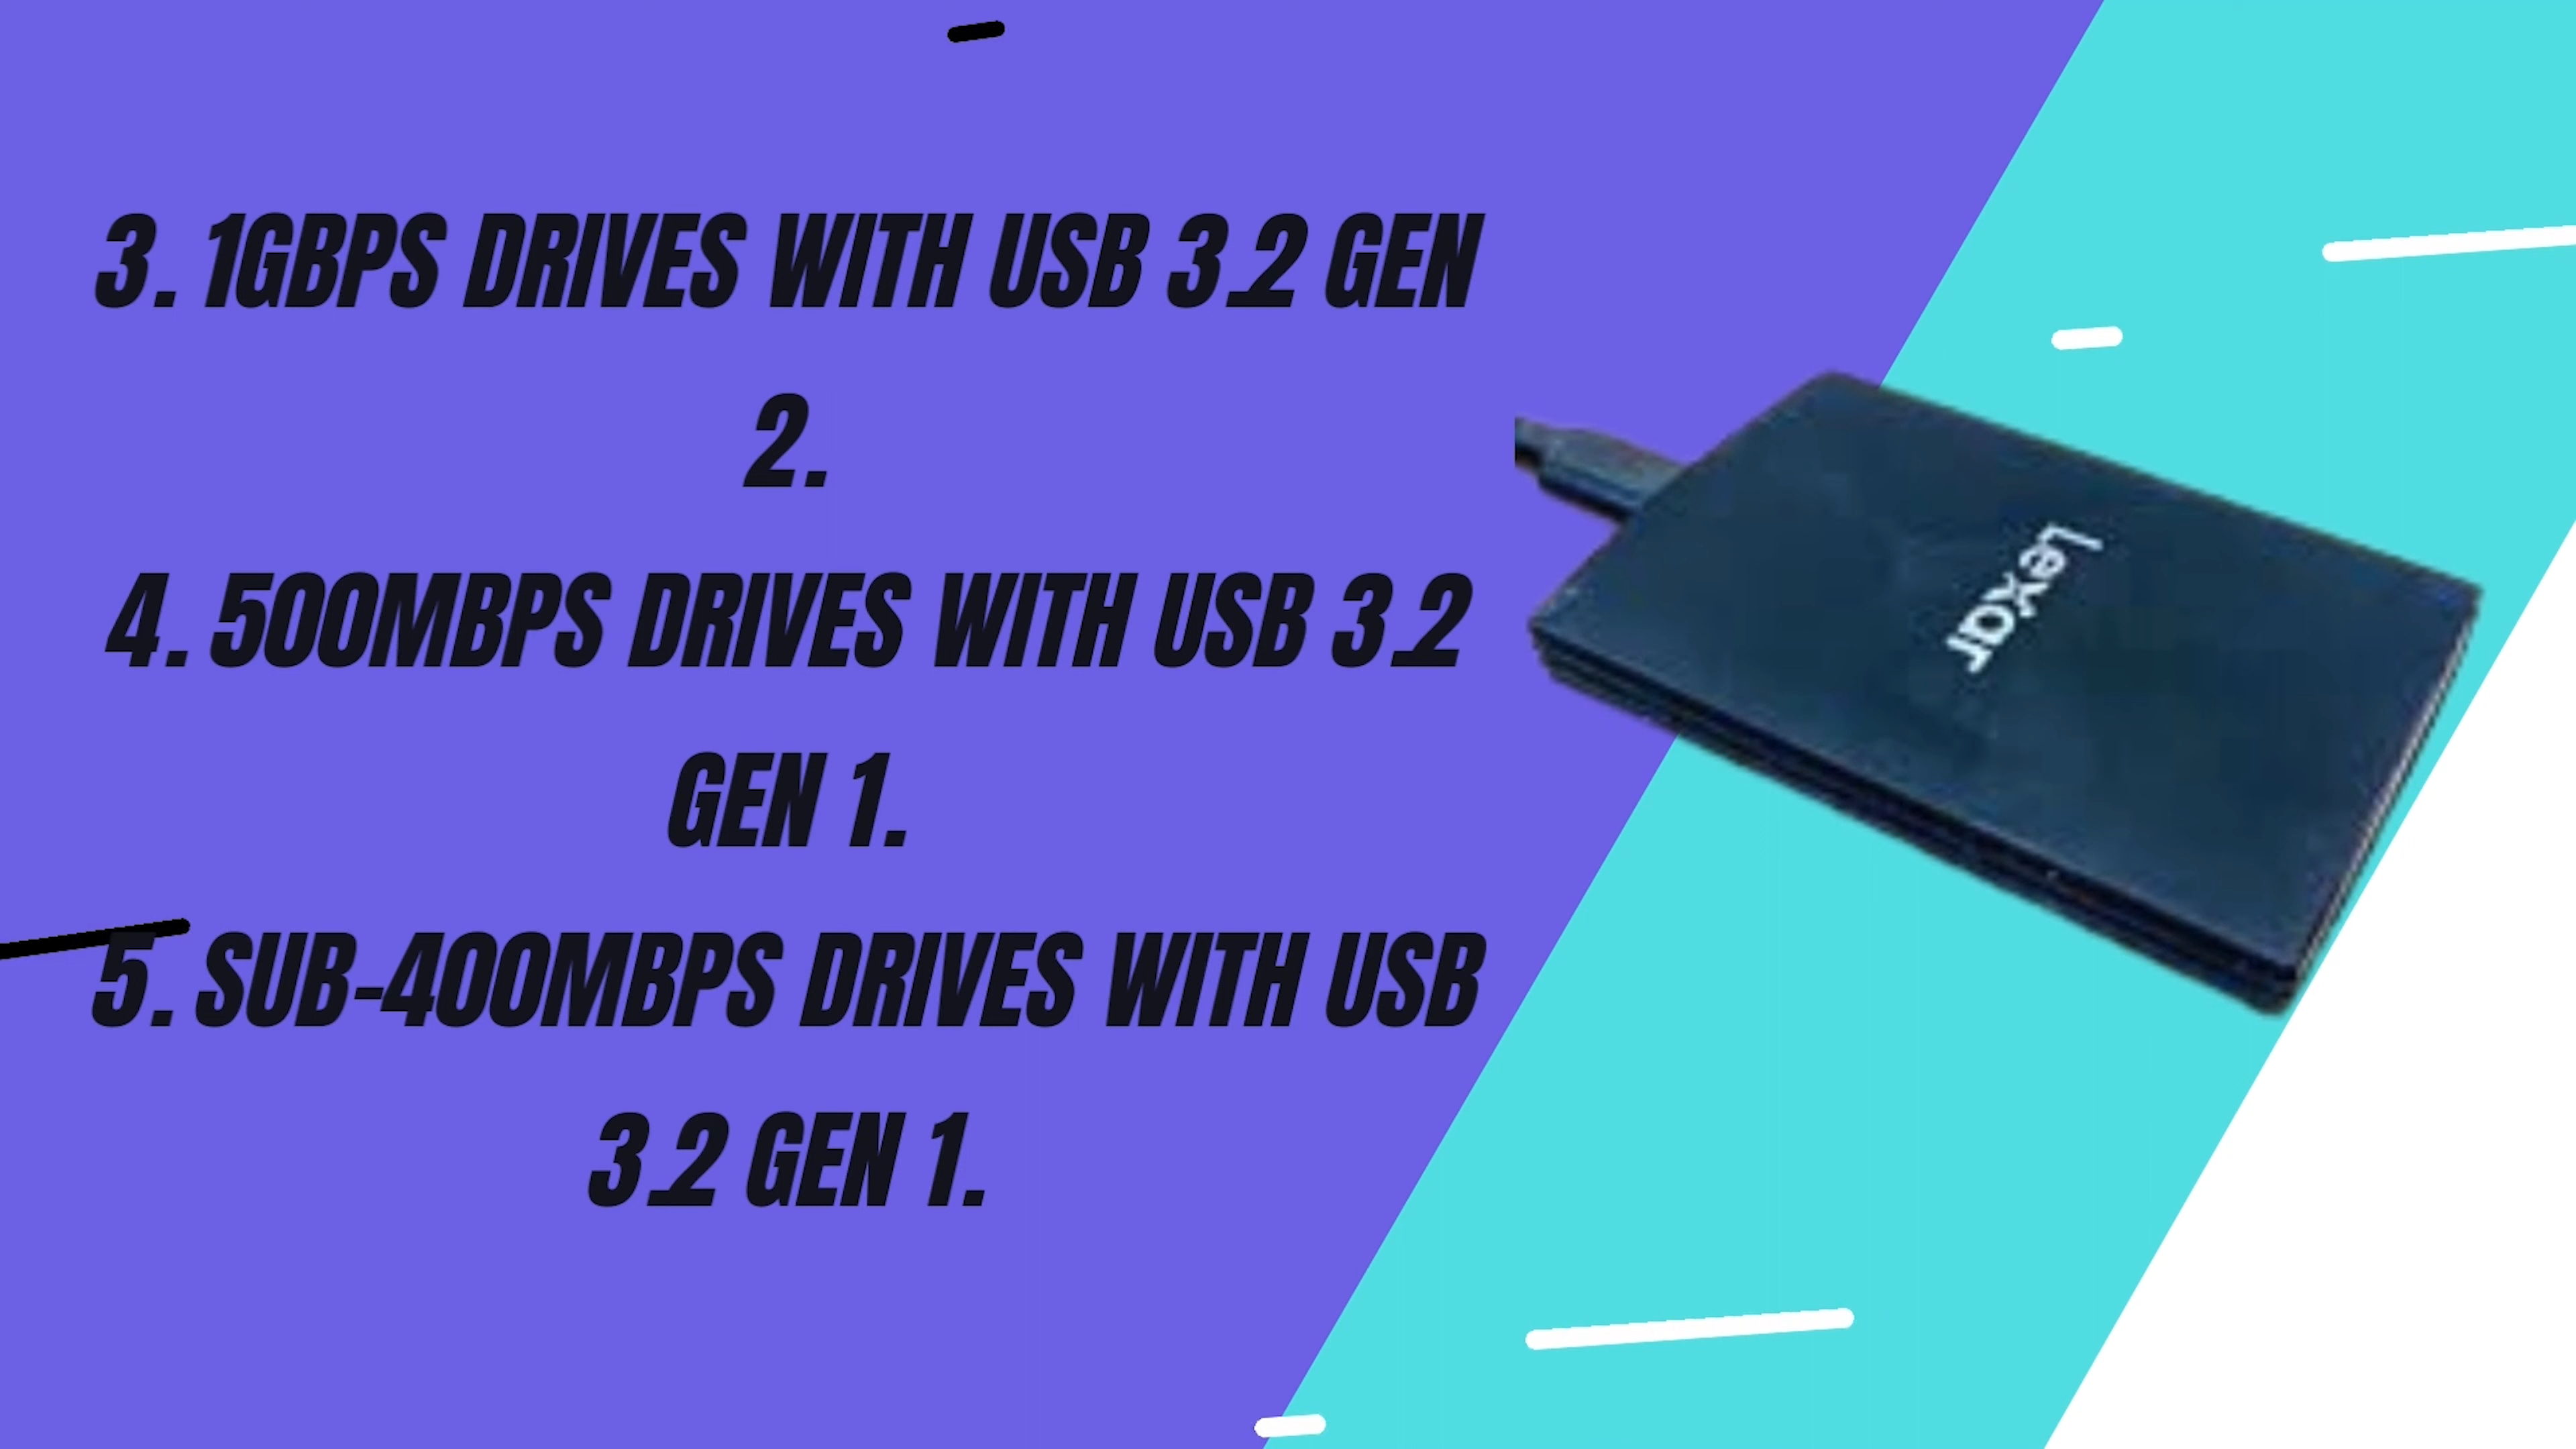 3. 1GBPS DRIVES WITH USB 3.2 GEN
2.
4. 500MBPS DRIVES WITH USB 3.2
GEN 1.
5. SUB-400MBPS DRIVES WITH USB
3.2 GEN 1.
Lexar